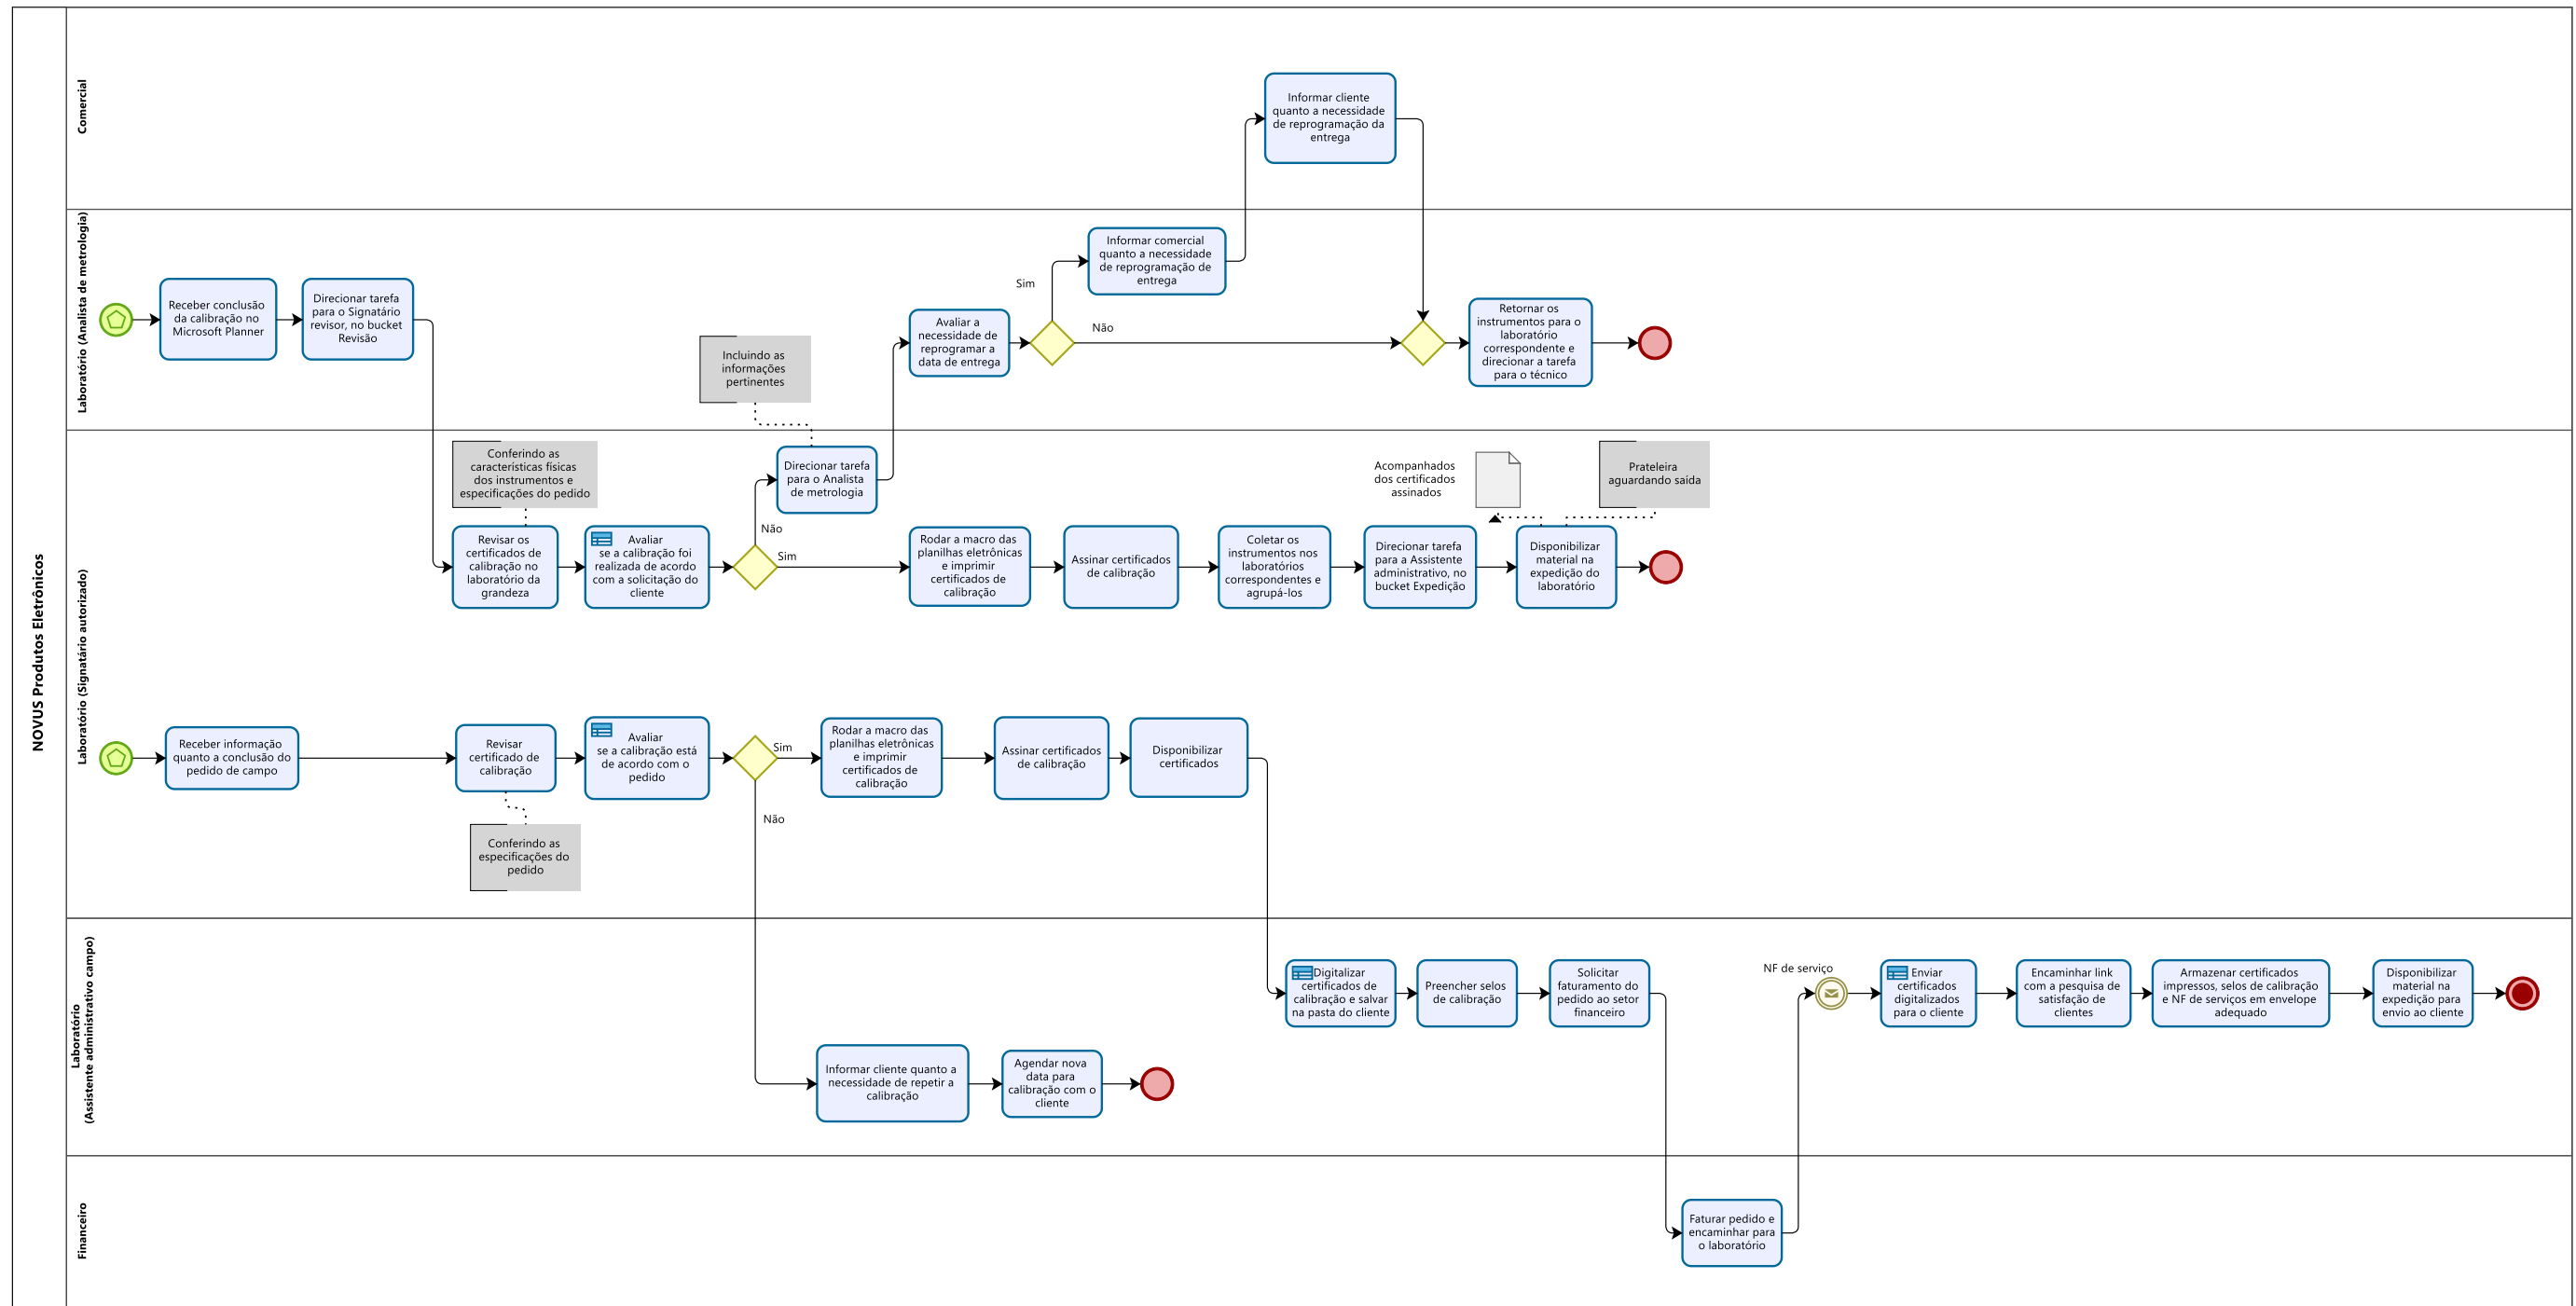 NOVUS Produtos Eletrônicos
Comercial
Informar cliente
quanto a necessidade
de reprogramação da
entrega
Laboratório (Analista de metrologia)
Receber conclusão
da calibração no
Microsoft Planner
Direcionar tarefa
para o Signatário
revisor, no bucket
Revisão
Incluindo as
informações
pertinentes
Avaliar a
necessidade de
reprogramar a
data de entrega
Sim
Não
Informar comercial
quanto a necessidade
de reprogramação de
entrega
Retornar os
instrumentos para o
laboratório
correspondente e
direcionar a tarefa
para o técnico
Laboratório (Signatário autorizado)
Conferindo as
características físicas
dos instrumentos e
especificações do pedido
Direcionar tarefa
para o Analista
de metrologia
Acompanhados
dos certificados
assinados
Prateleira
aguardando saída
Revisar os
certificados de
calibração no
laboratório da
grandeza
Avaliar
se a calibração foi
realizada de acordo
com a solicitação do
cliente
Não
Sim
Rodar a macro das
planilhas eletrônicas
e imprimir
certificados de
calibração
Assinar certificados
de calibração
Coletar os
instrumentos nos
laboratórios
correspondentes e
agrupá-los
Direcionar tarefa
para a Assistente
administrativo, no
bucket Expedição
Disponibilizar
material na
expedição do
laboratório
Receber informação
quanto a conclusão do
pedido de campo
Revisar
certificado de
calibração
Avaliar
se a calibração está
de acordo com o
pedido
Sim
Não
Rodar a macro das
planilhas eletrônicas
e imprimir
certificados de
calibração
Assinar certificados
de calibração
Disponibilizar
certificados
Conferindo as
especificações do
pedido
Laboratório
(Assistente administrativo campo)
Digitalizar
certificados de
calibração e salvar
na pasta do cliente
Preencher selos
de calibração
Solicitar
faturamento do
pedido ao setor
financeiro
NF de serviço
Enviar
certificados
digitalizados
para o cliente
Encaminhar link
com a pesquisa de
satisfação de
clientes
Armazenar certificados
impressos, selos de calibração
e NF de serviços em envelope
adequado
Disponibilizar
material na
expedição para
envio ao cliente
Informar cliente quanto a
necessidade de repetir a
calibração
Agendar nova
data para
calibração com o
cliente
Financeiro
Faturar pedido e
encaminhar para
o laboratório